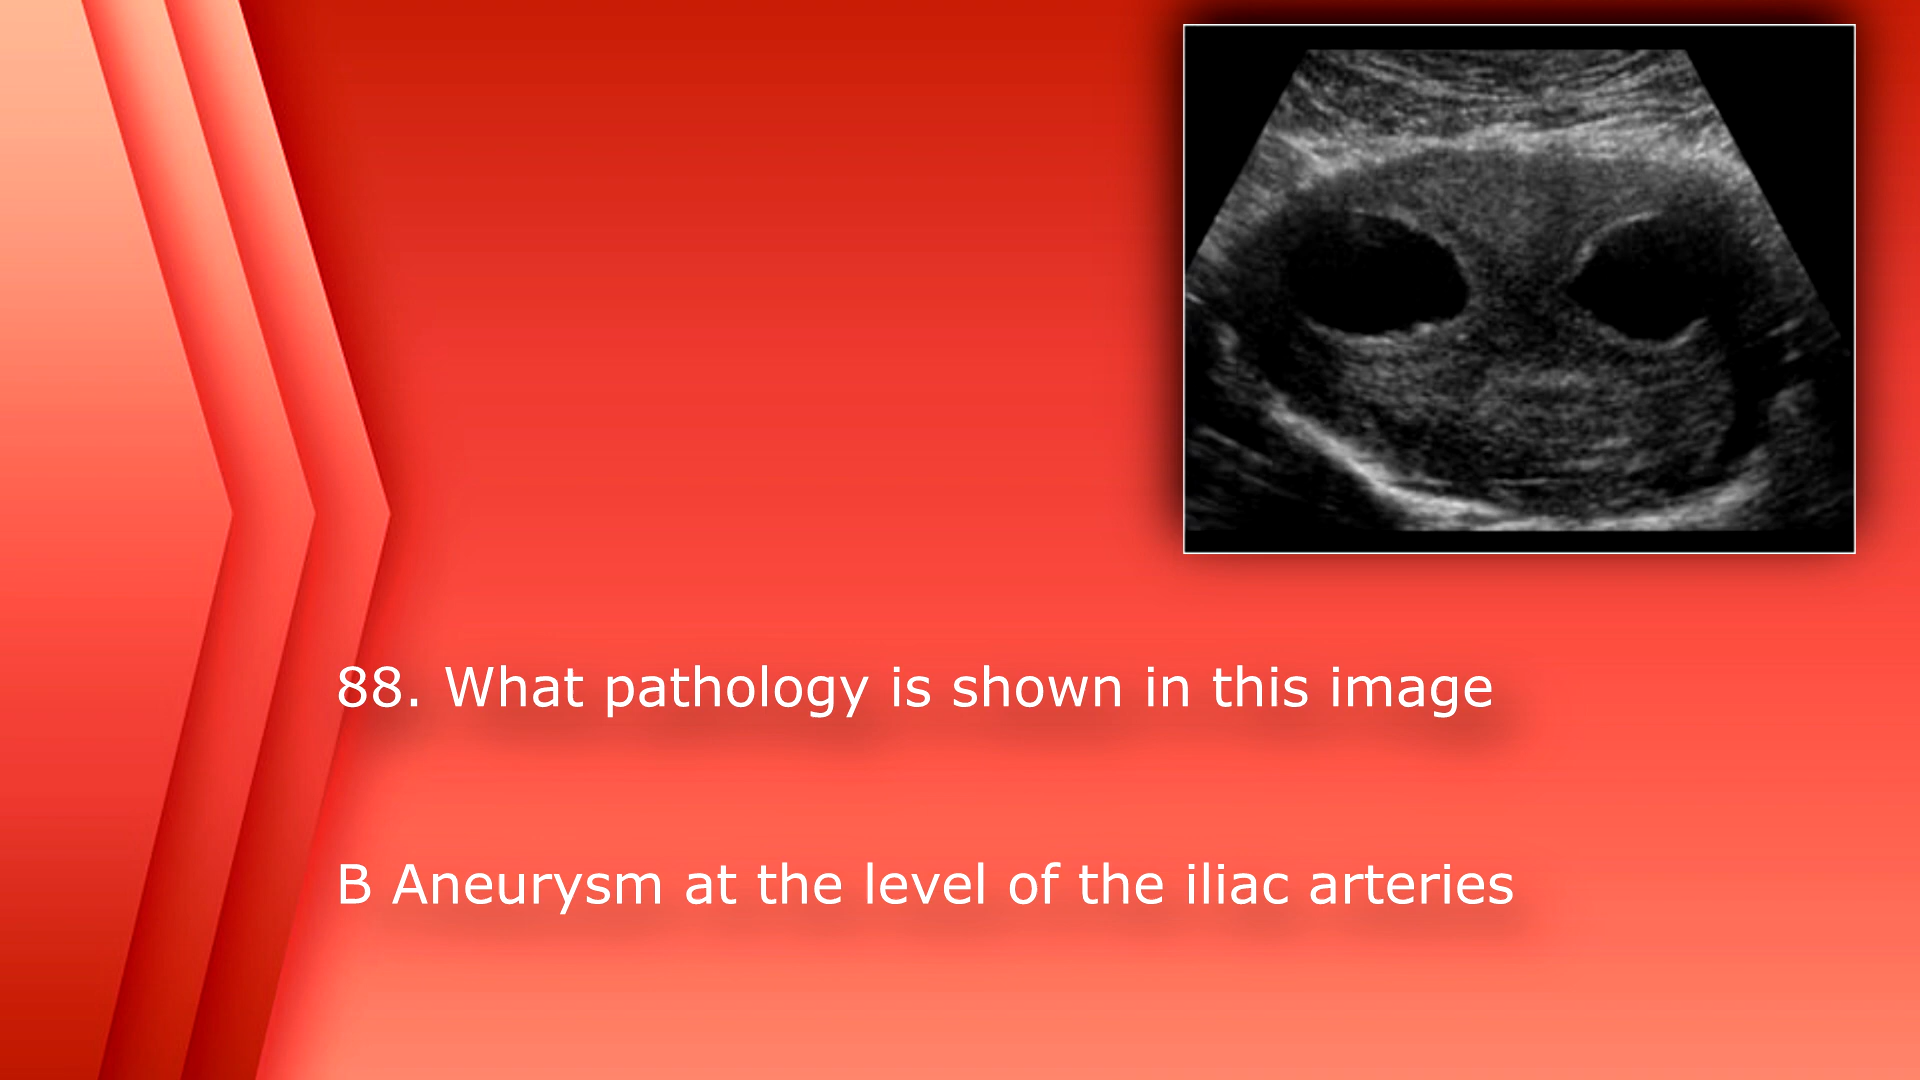 88. What pathology is shown in this image
B Aneurysm at the level of the iliac arteries